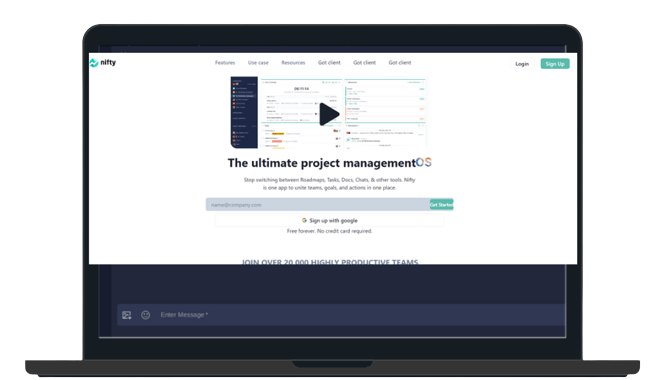 nifty
Features Use case Resources Got client Got client Got client
Login Sign Up
The ultimate project managementOS
Stop switching between Roadmaps, Tasks, Docs, Chats, & other tools. Nifty
is one app to unite teams, goals, and actions in one place.
name@company.com Get Started
Sign up with google
Free forever. No credit card required.
JOIN OVER 20,000 HIGHLY PRODUCTIVE TEAMS
Enter Message *